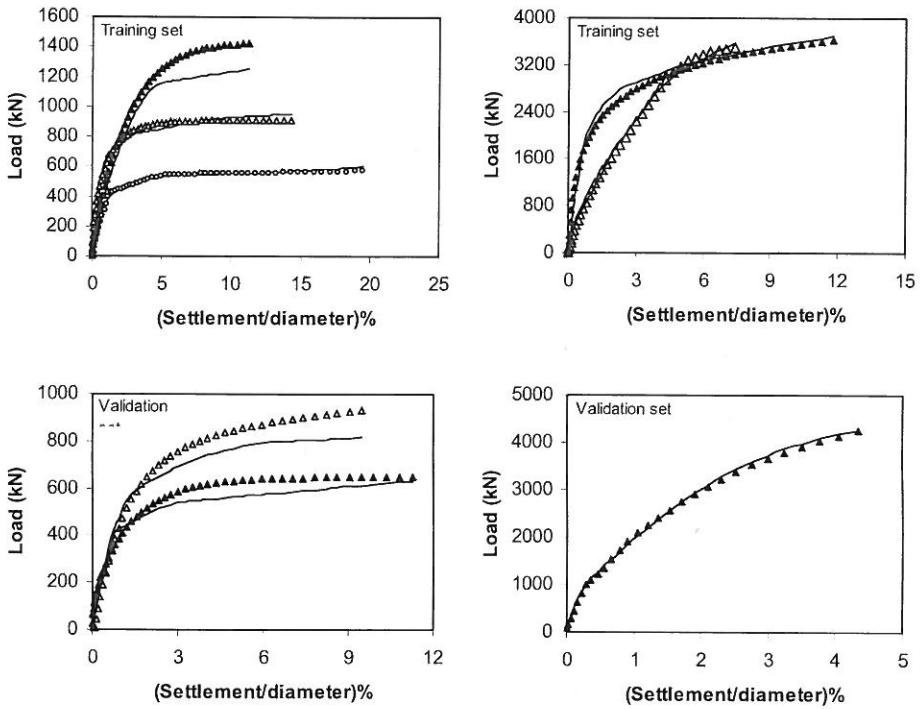 Training set
Load (kN)
1600
1400
1200
1000
800
600
400
200
0
0 5 10 15 20 25
(Settlement/diameter)%
Training set
Load (kN)
4000
3200
2400
1600
800
0
0 3 6 9 12 15
(Settlement/diameter)%
Validation
Load (kN)
1000
800
600
400
200
0
0 3 6 9 12
(Settlement/diameter)%
Validation set
Load (kN)
5000
4000
3000
2000
1000
0
0 1 2 3 4 5
(Settlement/diameter)%